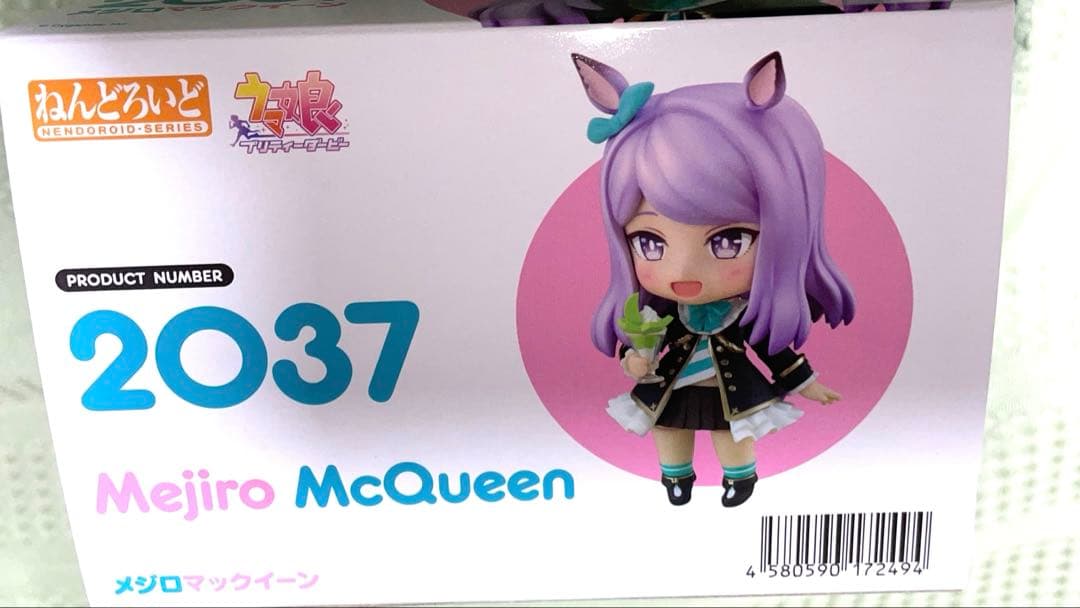 ねんどろいど
NENDOROID·SERIES
ウマ娘
プリティーダービー
PRODUCT NUMBER
2037
Mejiro McQueen
メジロマックイーン
4 580590 172494